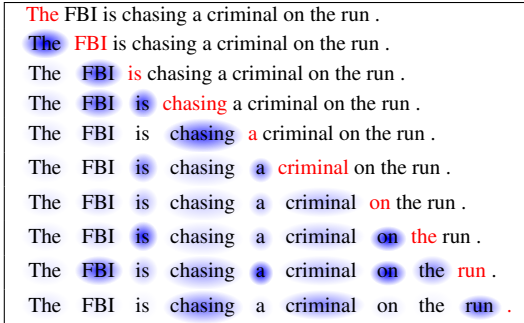 The FBI is chasing a criminal on the run .
The FBI is chasing a criminal on the run .
The FBI is chasing a criminal on the run .
The FBI is chasing a criminal on the run .
The FBI is chasing a criminal on the run .
The FBI is chasing a criminal on the run .
The FBI is chasing a criminal on the run .
The FBI is chasing a criminal on the run .
The FBI is chasing a criminal on the run .
The FBI is chasing a criminal on the run .